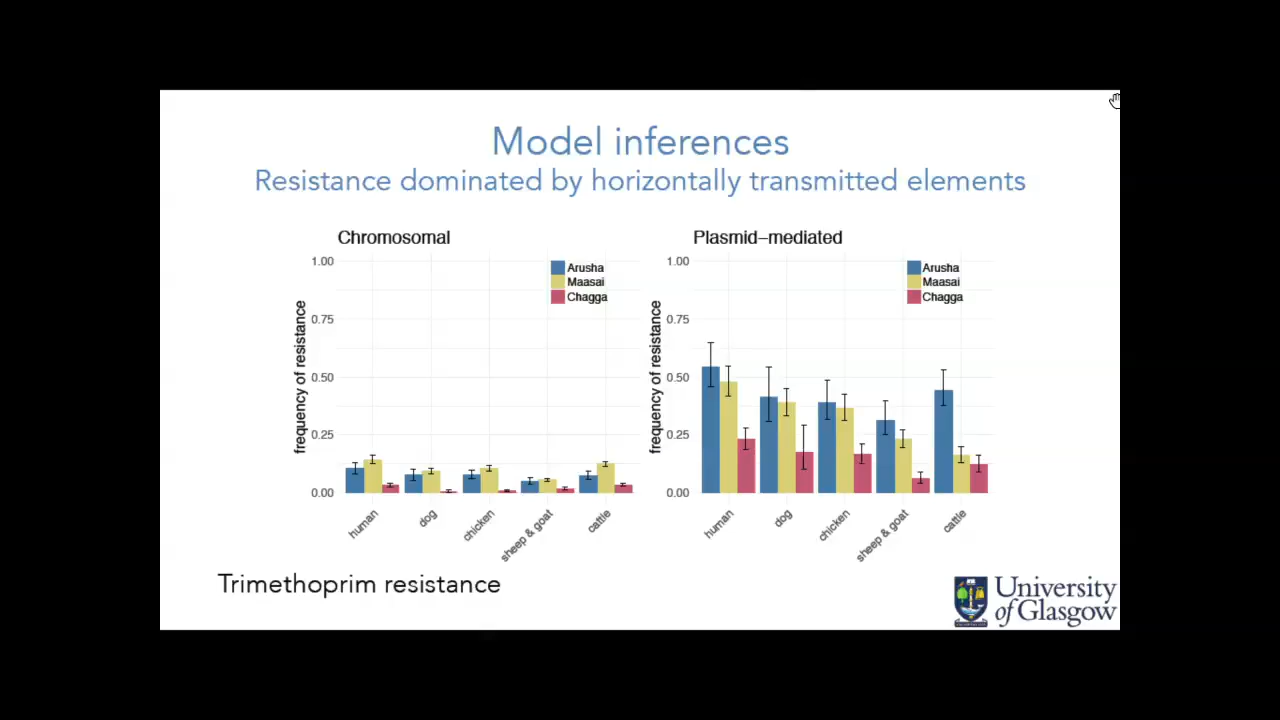 Model inferences
Resistance dominated by horizontally transmitted elements
Chromosomal
1.00
0.75
0.50
0.25
0.00
frequency of resistance
Arusha
Maasai
Chagga
human
dog
chicken
sheep & goat
cattle
Plasmid–mediated
1.00
0.75
0.50
0.25
0.00
frequency of resistance
Arusha
Maasai
Chagga
human
dog
chicken
sheep & goat
cattle
Trimethoprim resistance
University
of Glasgow